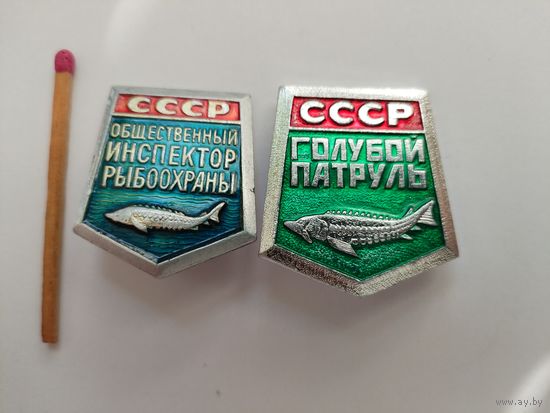 СССР
ОБЩЕСТВЕННЫЙ
ИНСПЕКТОР
РЫБООХРАНЫ
СССР
ГОЛУБОЙ
ПАТРУЛЬ
www.ay.by